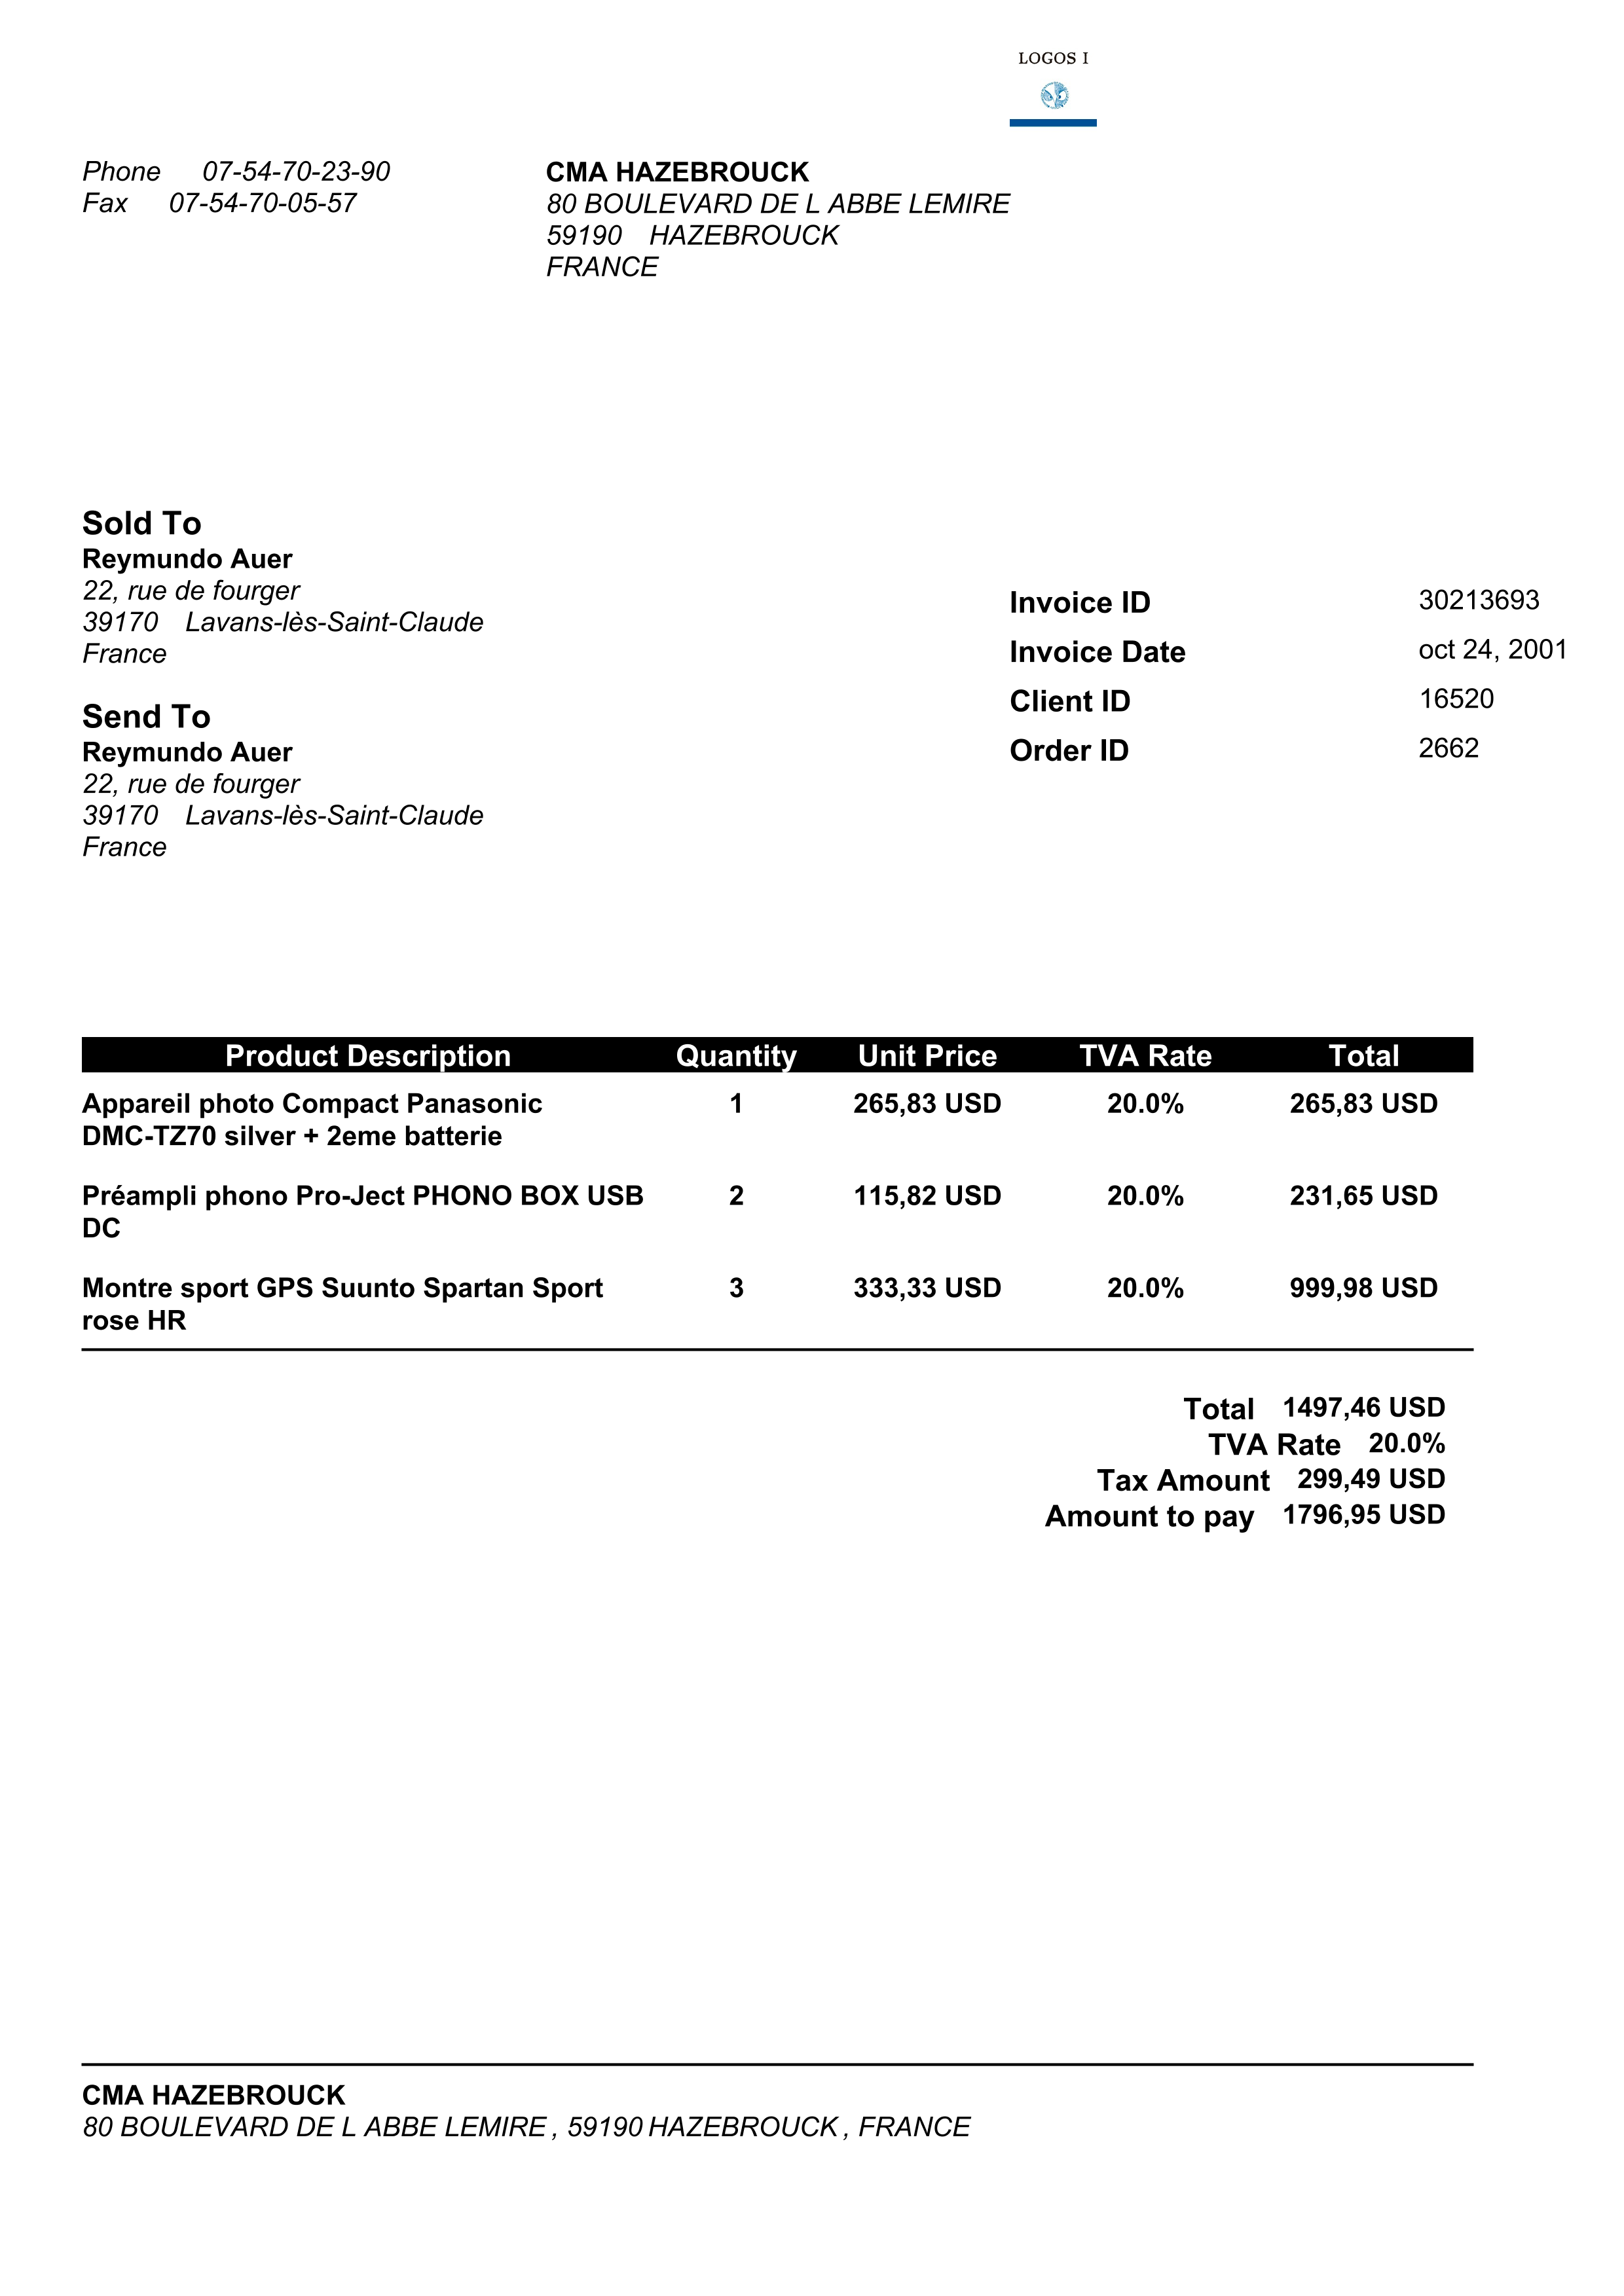 LOGOS I
Phone 07-54-70-23-90
Fax 07-54-70-05-57
CMA HAZEBROUCK
80 BOULEVARD DE L ABBE LEMIRE
59190 HAZEBROUCK
FRANCE
Sold To
Reymundo Auer
22, rue de fourger
39170 Lavans-lès-Saint-Claude
France
Send To
Reymundo Auer
22, rue de fourger
39170 Lavans-lès-Saint-Claude
France
Invoice ID 30213693
Invoice Date oct 24, 2001
Client ID 16520
Order ID 2662
Product Description Quantity Unit Price TVA Rate Total
Appareil photo Compact Panasonic 1 265,83 USD 20.0% 265,83 USD
DMC-TZ70 silver + 2eme batterie
Préampli phono Pro-Ject PHONO BOX USB 2 115,82 USD 20.0% 231,65 USD
DC
Montre sport GPS Suunto Spartan Sport 3 333,33 USD 20.0% 999,98 USD
rose HR
Total 1497,46 USD
TVA Rate 20.0%
Tax Amount 299,49 USD
Amount to pay 1796,95 USD
CMA HAZEBROUCK
80 BOULEVARD DE L ABBE LEMIRE , 59190 HAZEBROUCK , FRANCE